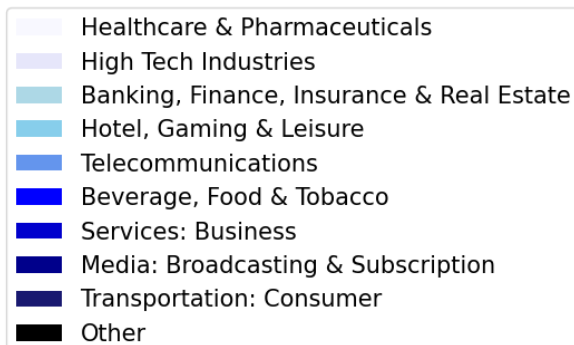 Healthcare & Pharmaceuticals
High Tech Industries
Banking, Finance, Insurance & Real Estate
Hotel, Gaming & Leisure
Telecommunications
Beverage, Food & Tobacco
Services: Business
Media: Broadcasting & Subscription
Transportation: Consumer
Other